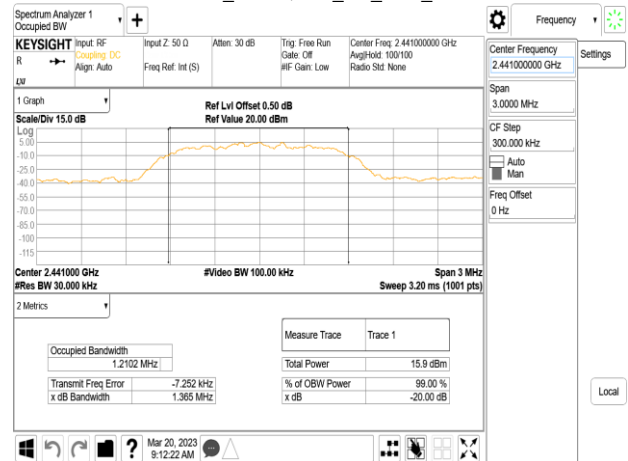 Spectrum Analyzer 1
Occupied BW
Frequency
KEYSIGHT
Input: RF
Coupling: DC
Align: Auto
Input Z: 50 Ω
Freq Ref: Int (S)
Atten: 30 dB
Trig: Free Run
Gate: Off
#IF Gain: Low
Center Freq: 2.441000000 GHz
Avg|Hold: 100/100
Radio Std: None
R
LXI
Center Frequency
2.441000000 GHz
Settings
Span
3.0000 MHz
CF Step
300.000 kHz
Auto
Man
Freq Offset
0 Hz
1 Graph
Scale/Div 15.0 dB
Ref Lvl Offset 0.50 dB
Ref Value 20.00 dBm
Log
5.00
-10.0
-25.0
-40.0
-55.0
-70.0
-85.0
-100
-115
Center 2.441000 GHz
#Res BW 30.000 kHz
#Video BW 100.00 kHz
Span 3 MHz
Sweep 3.20 ms (1001 pts)
2 Metrics
Measure Trace Trace 1
Occupied Bandwidth
1.2102 MHz
Total Power 15.9 dBm
Transmit Freq Error -7.252 kHz
% of OBW Power 99.00 %
x dB Bandwidth 1.365 MHz
x dB -20.00 dB
Local
?
Mar 20, 2023
9:12:22 AM